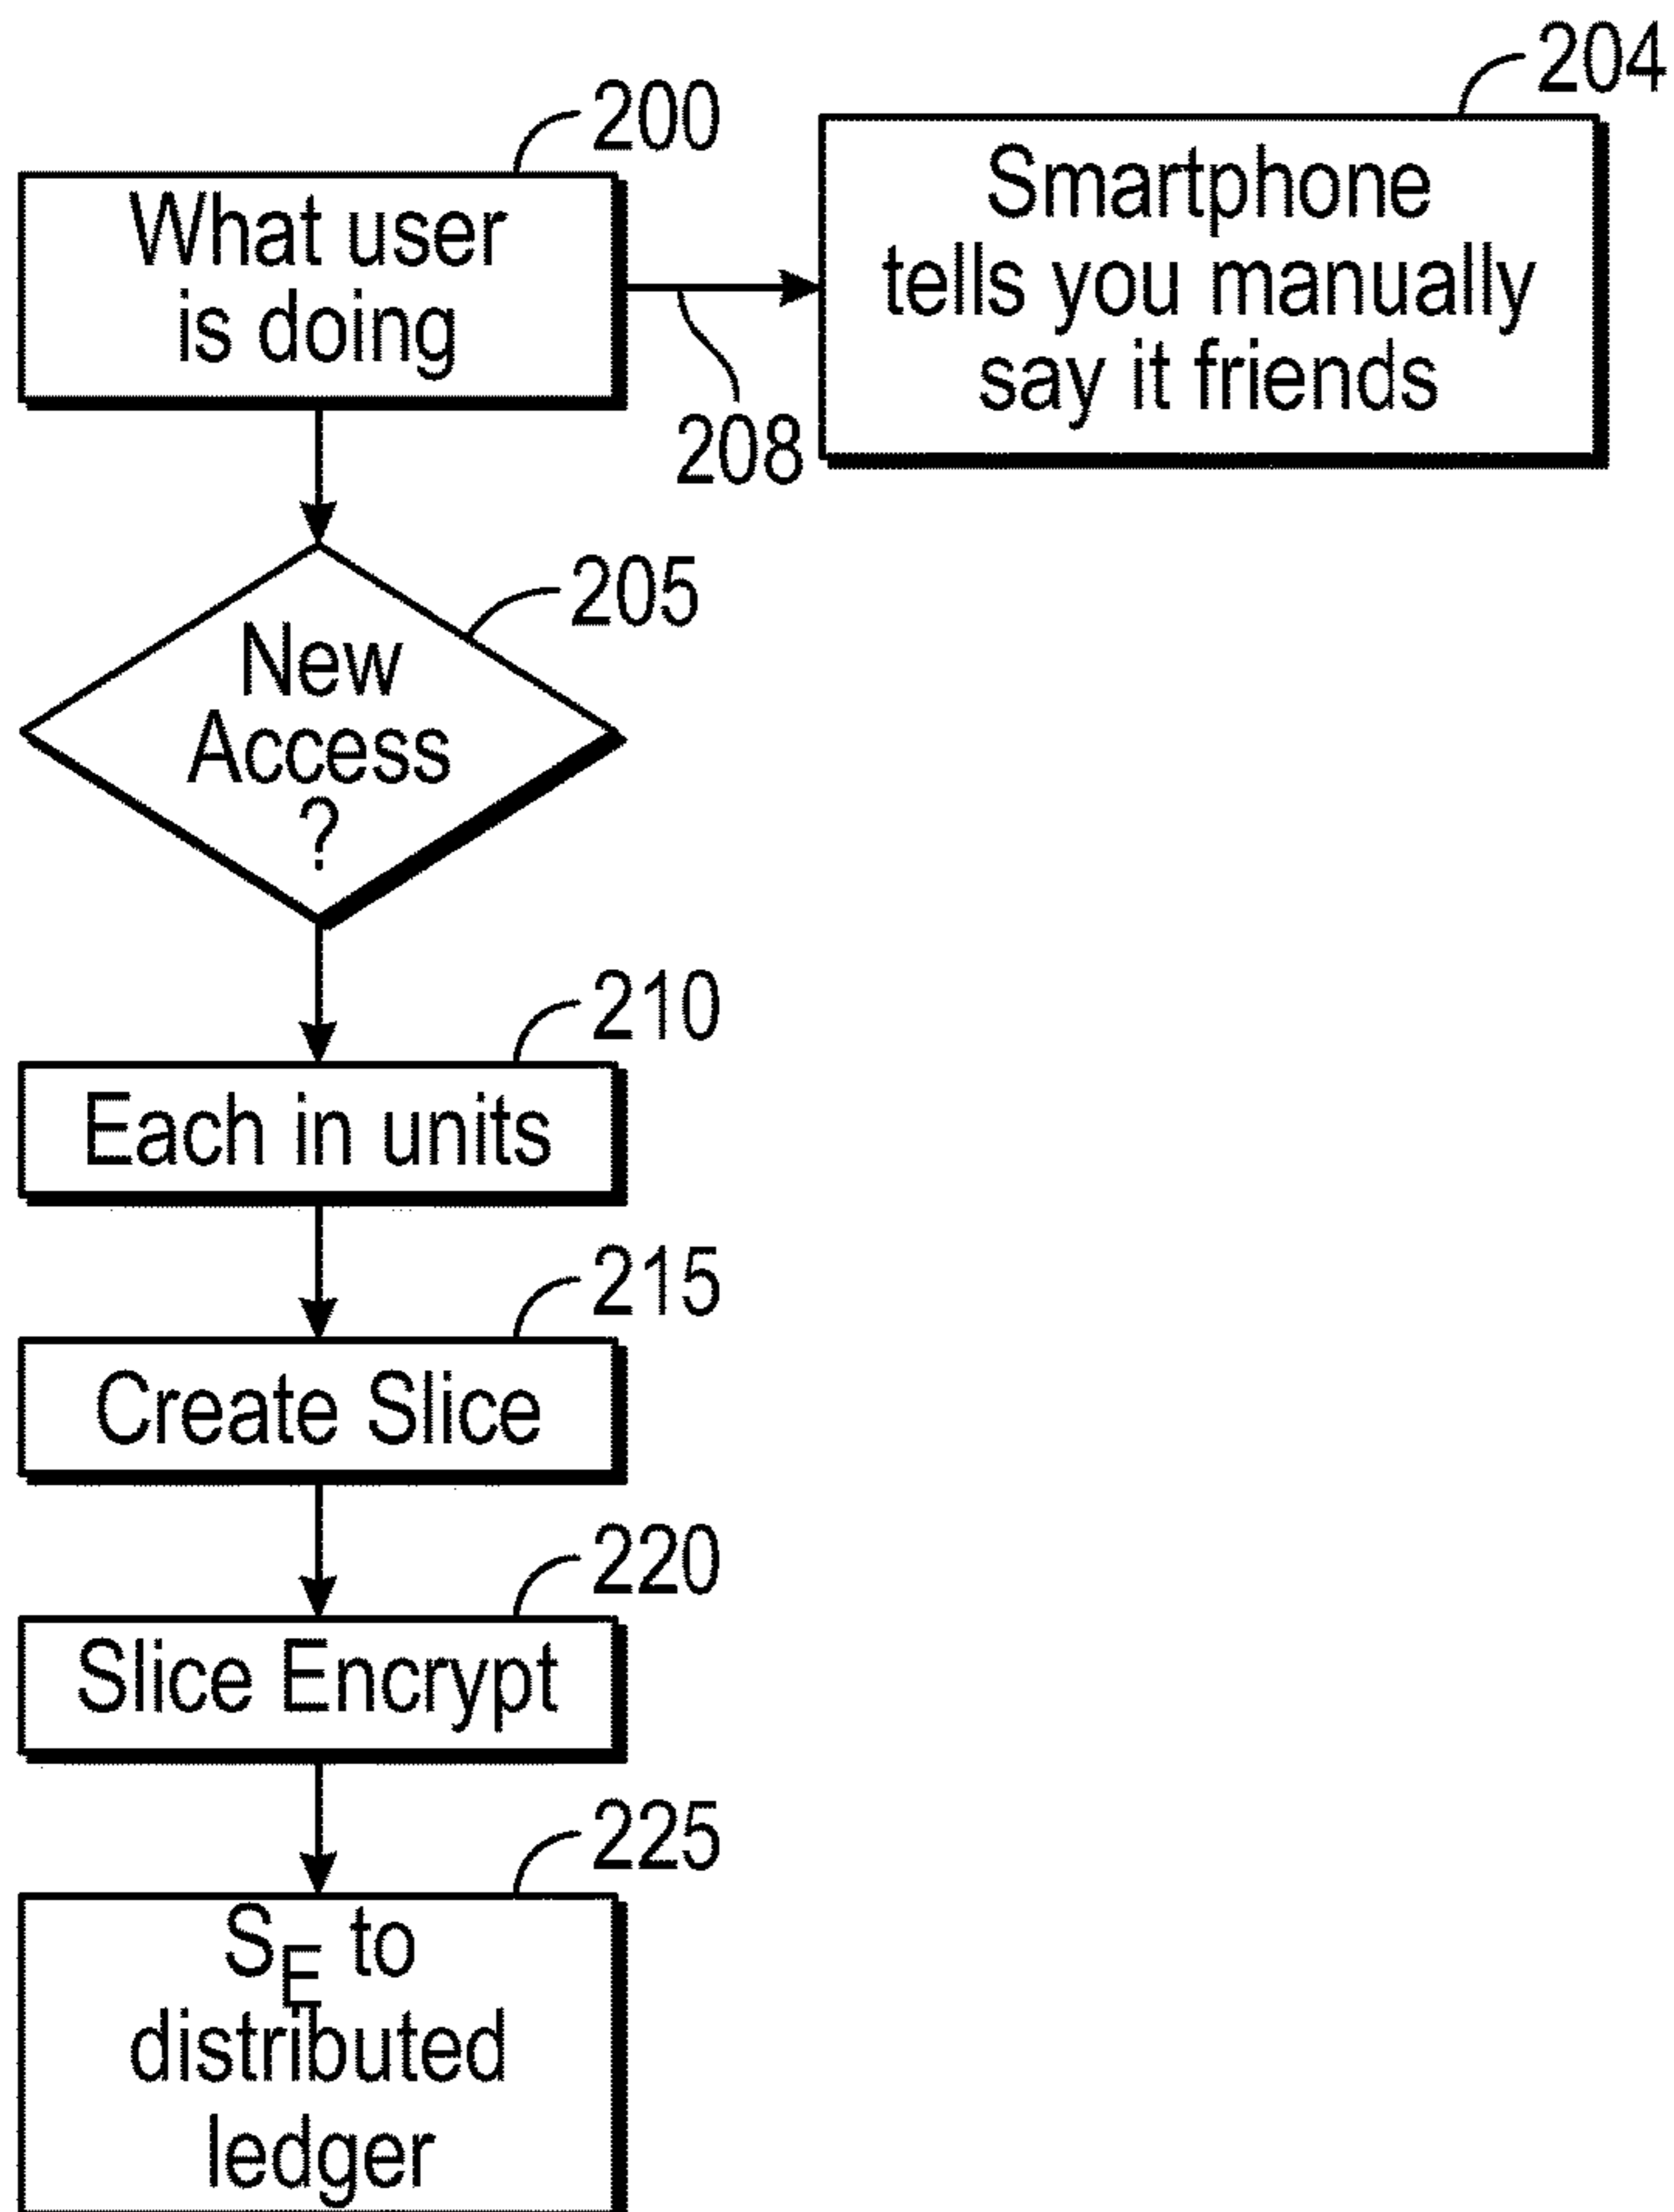 204
200
Smartphone
tells you manually
say it friends
What user
is doing
208
205
New
Access
?
210
Each in units
215
Create Slice
220
Slice Encrypt
225
S_E to
distributed
ledger